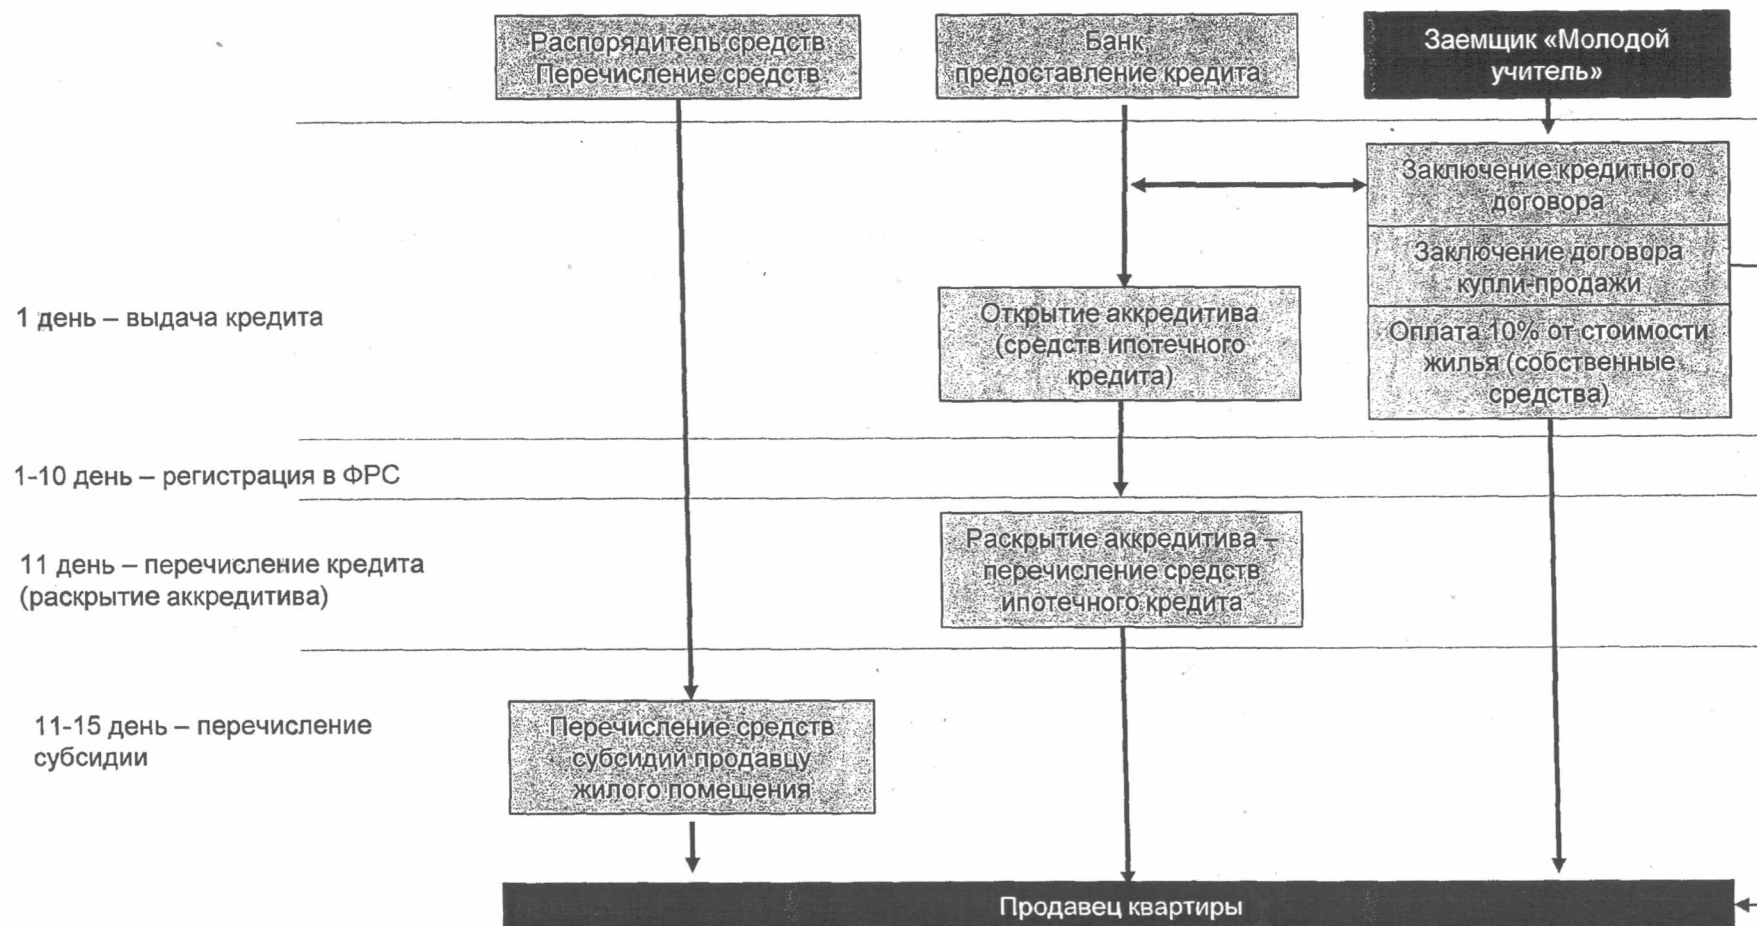 Распорядитель средств
Перечисление средств
Банк
предоставление кредита
Заемщик «Молодой
учитель»
Заключение кредитного
договора
Заключение договора
купли-продажи
Оплата 10% от стоимости
жилья (собственные
средства)
1 день – выдача кредита
Открытие аккредитива
(средств ипотечного
кредита)
1-10 день – регистрация в ФРС
11 день – перечисление кредита
(раскрытие аккредитива)
Раскрытие аккредитива –
перечисление средств
ипотечного кредита
11-15 день – перечисление
субсидии
Перечисление средств
субсидий продавцу
жилого помещения
Продавец квартиры